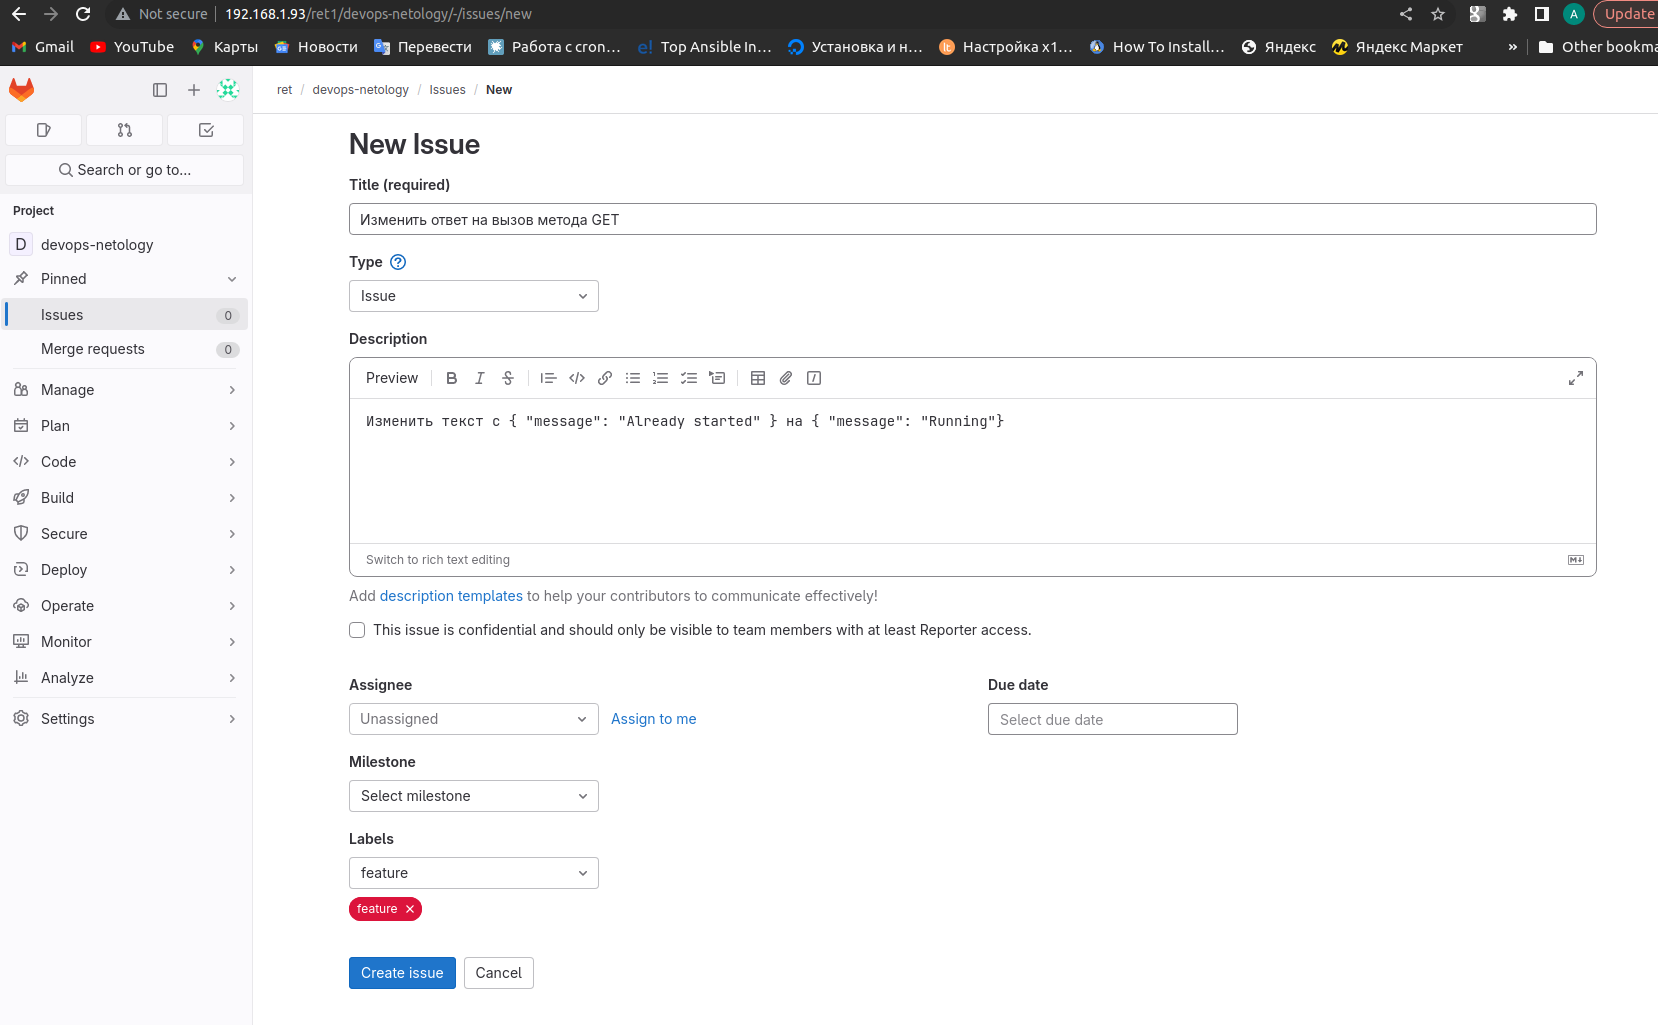 Not secure 192.168.1.93/ret1/devops-netology/-/issues/new A Update
Gmail YouTube Карты Новости Перевести Работа с cron... e! Top Ansible In... Установка и н... lt Настройка x1... How To Install... Яндекс Яндекс Маркет » Other bookma
ret / devops-netology / Issues / New
Search or go to...
Project
D devops-netology
Pinned
Issues 0
Merge requests 0
Manage
Plan
Code
Build
Secure
Deploy
Operate
Monitor
Analyze
Settings
New Issue
Title (required)
Изменить ответ на вызов метода GET
Type ?
Issue
Description
Preview B I S
Изменить текст с { "message": "Already started" } на { "message": "Running"}
Switch to rich text editing
Add description templates to help your contributors to communicate effectively!
This issue is confidential and should only be visible to team members with at least Reporter access.
Assignee
Unassigned Assign to me
Due date
Select due date
Milestone
Select milestone
Labels
feature
feature ×
Create issue Cancel